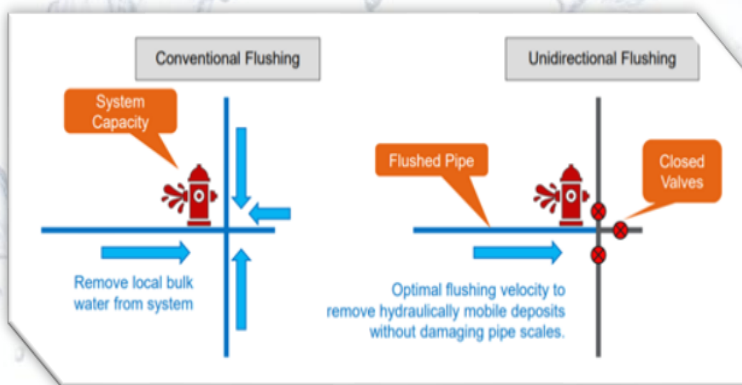 Conventional Flushing
System
Capacity
Remove local bulk
water from system
Unidirectional Flushing
Flushed Pipe
Closed
Valves
Optimal flushing velocity to
remove hydraulically mobile deposits
without damaging pipe scales.